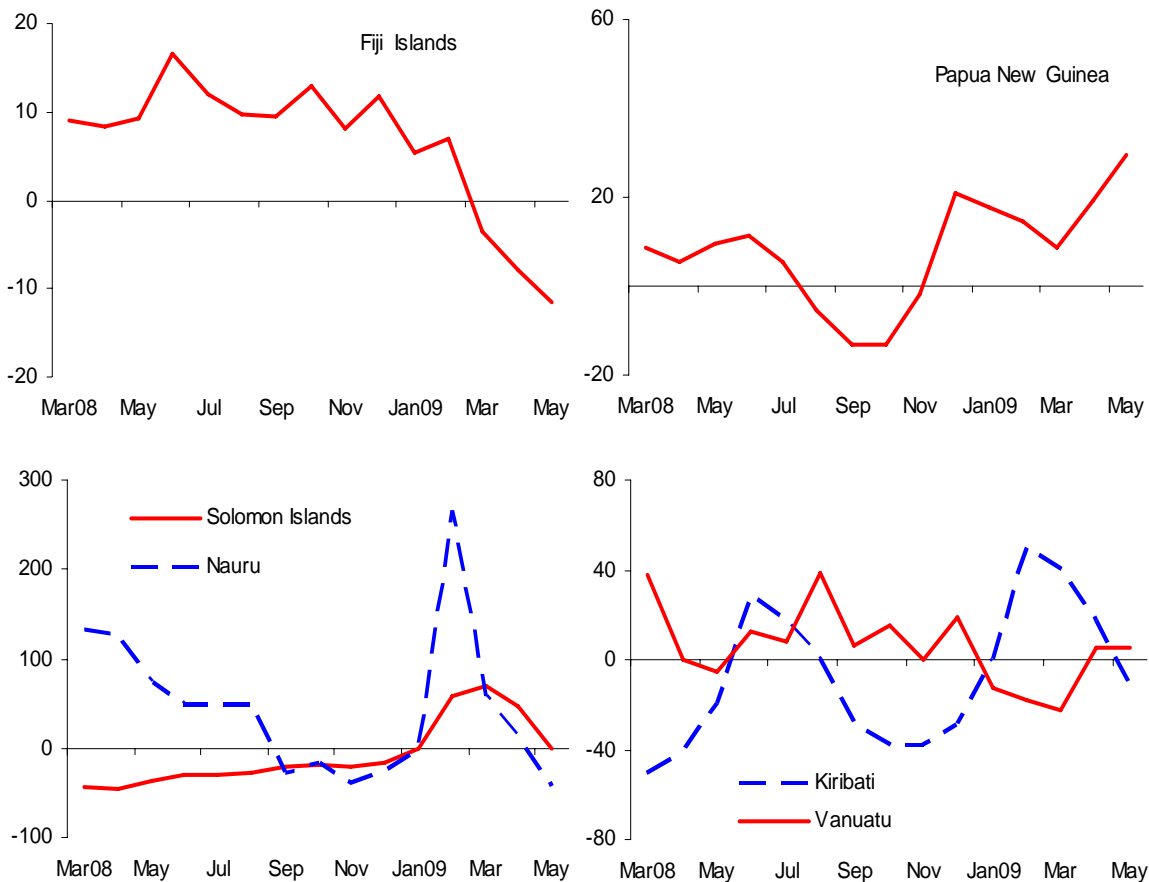 20
Fiji Islands
10
0
-10
-20
Mar08 May Jul Sep Nov Jan09 Mar May
60
Papua New Guinea
20
-20
Mar08 May Jul Sep Nov Jan09 Mar May
300
Solomon Islands
Nauru
200
100
0
-100
Mar08 May Jul Sep Nov Jan09 Mar May
80
40
0
-40
Kiribati
Vanuatu
-80
Mar08 May Jul Sep Nov Jan09 Mar May